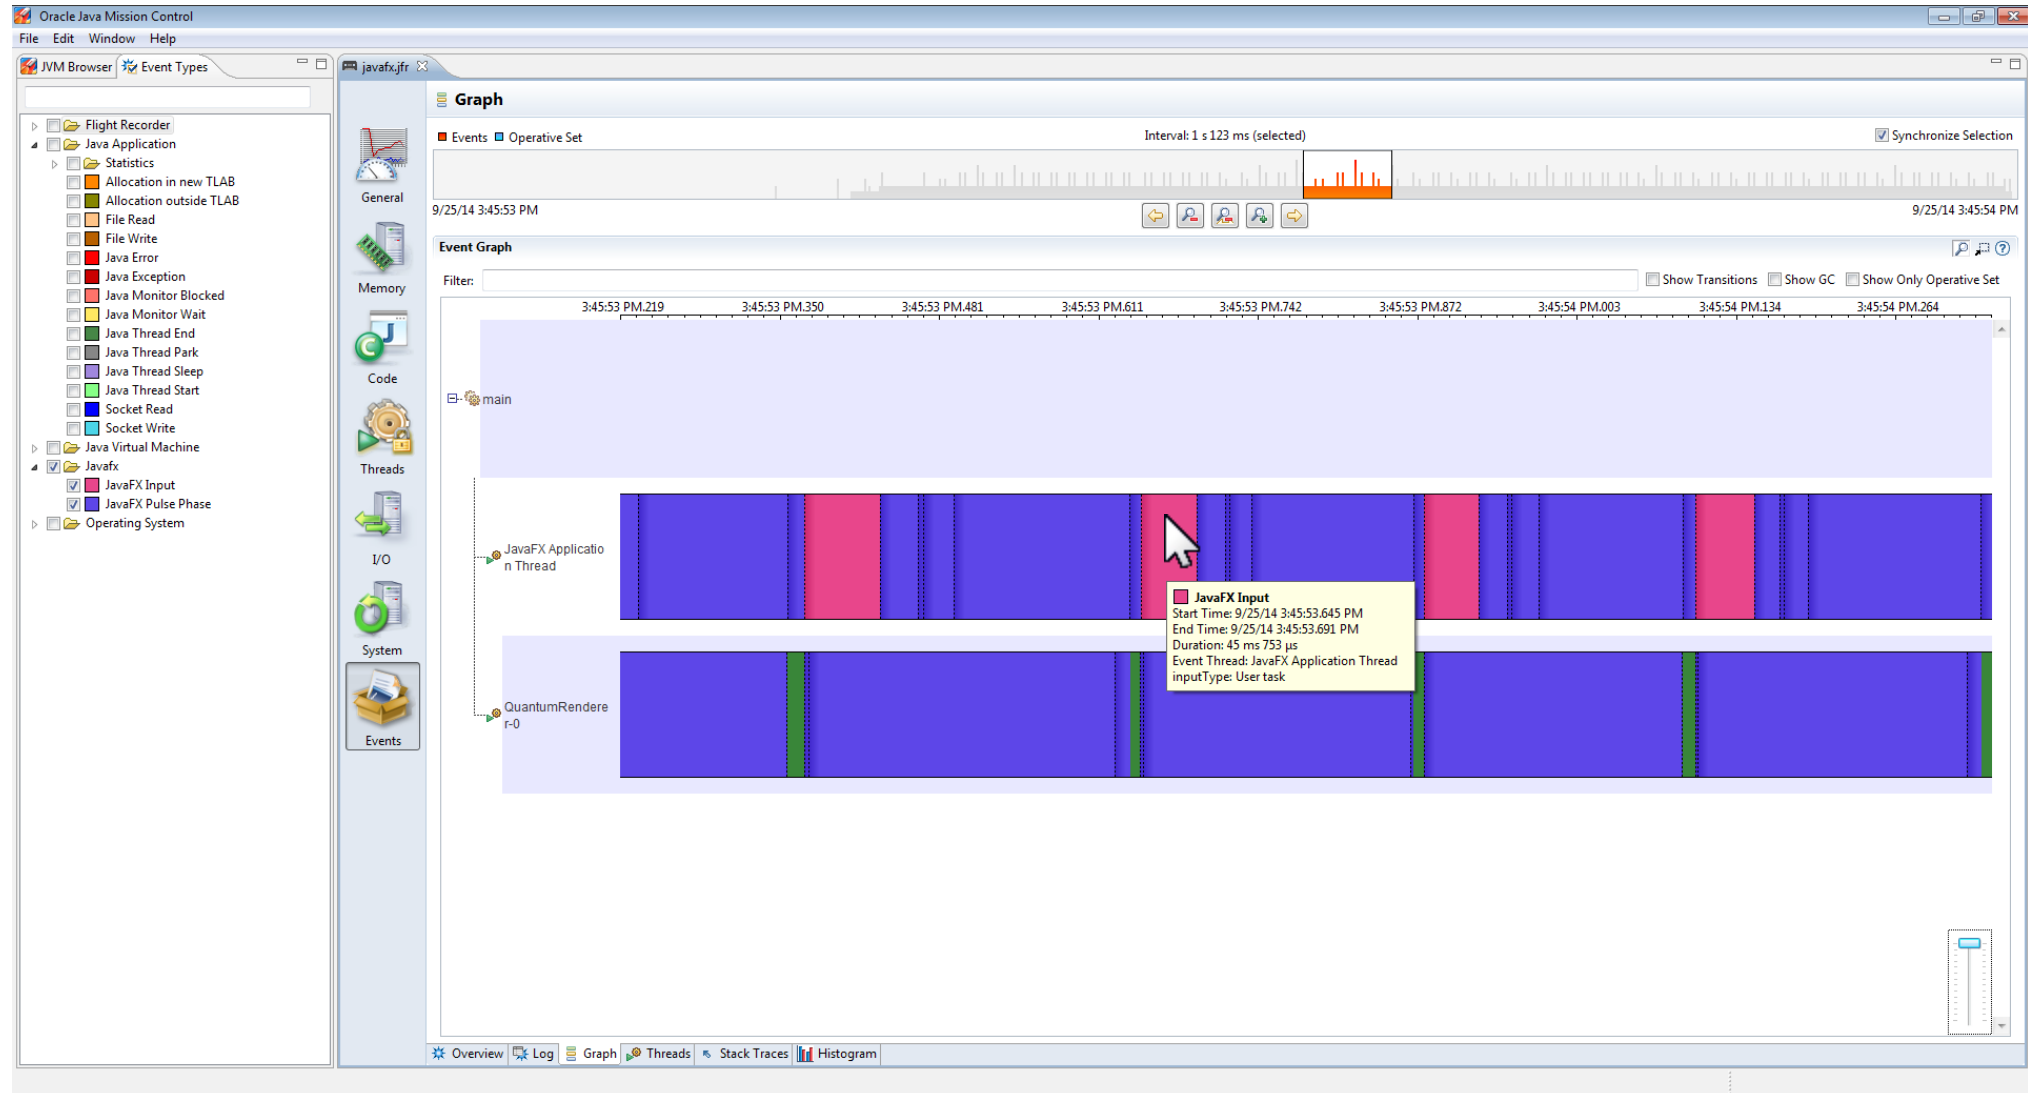 Oracle Java Mission Control
File Edit Window Help
JVM Browser Event Types
Flight Recorder
Java Application
Statistics
Allocation in new TLAB
Allocation outside TLAB
File Read
File Write
Java Error
Java Exception
Java Monitor Blocked
Java Monitor Wait
Java Thread End
Java Thread Park
Java Thread Sleep
Java Thread Start
Socket Read
Socket Write
Java Virtual Machine
Javafx
JavaFX Input
JavaFX Pulse Phase
Operating System
javafx.jfr
General
Memory
Code
Threads
I/O
System
Events
Graph
Events Operative Set
Interval: 1 s 123 ms (selected)
Synchronize Selection
9/25/14 3:45:53 PM
9/25/14 3:45:54 PM
Event Graph
Filter:
Show Transitions Show GC Show Only Operative Set
3:45:53 PM.219 3:45:53 PM.350 3:45:53 PM.481 3:45:53 PM.611 3:45:53 PM.742 3:45:53 PM.872 3:45:54 PM.003 3:45:54 PM.134 3:45:54 PM.264
main
JavaFX Applicatio
n Thread
JavaFX Input
Start Time: 9/25/14 3:45:53.645 PM
End Time: 9/25/14 3:45:53.691 PM
Duration: 45 ms 753 µs
Event Thread: JavaFX Application Thread
inputType: User task
QuantumRendere
r-0
Overview Log Graph Threads Stack Traces Histogram